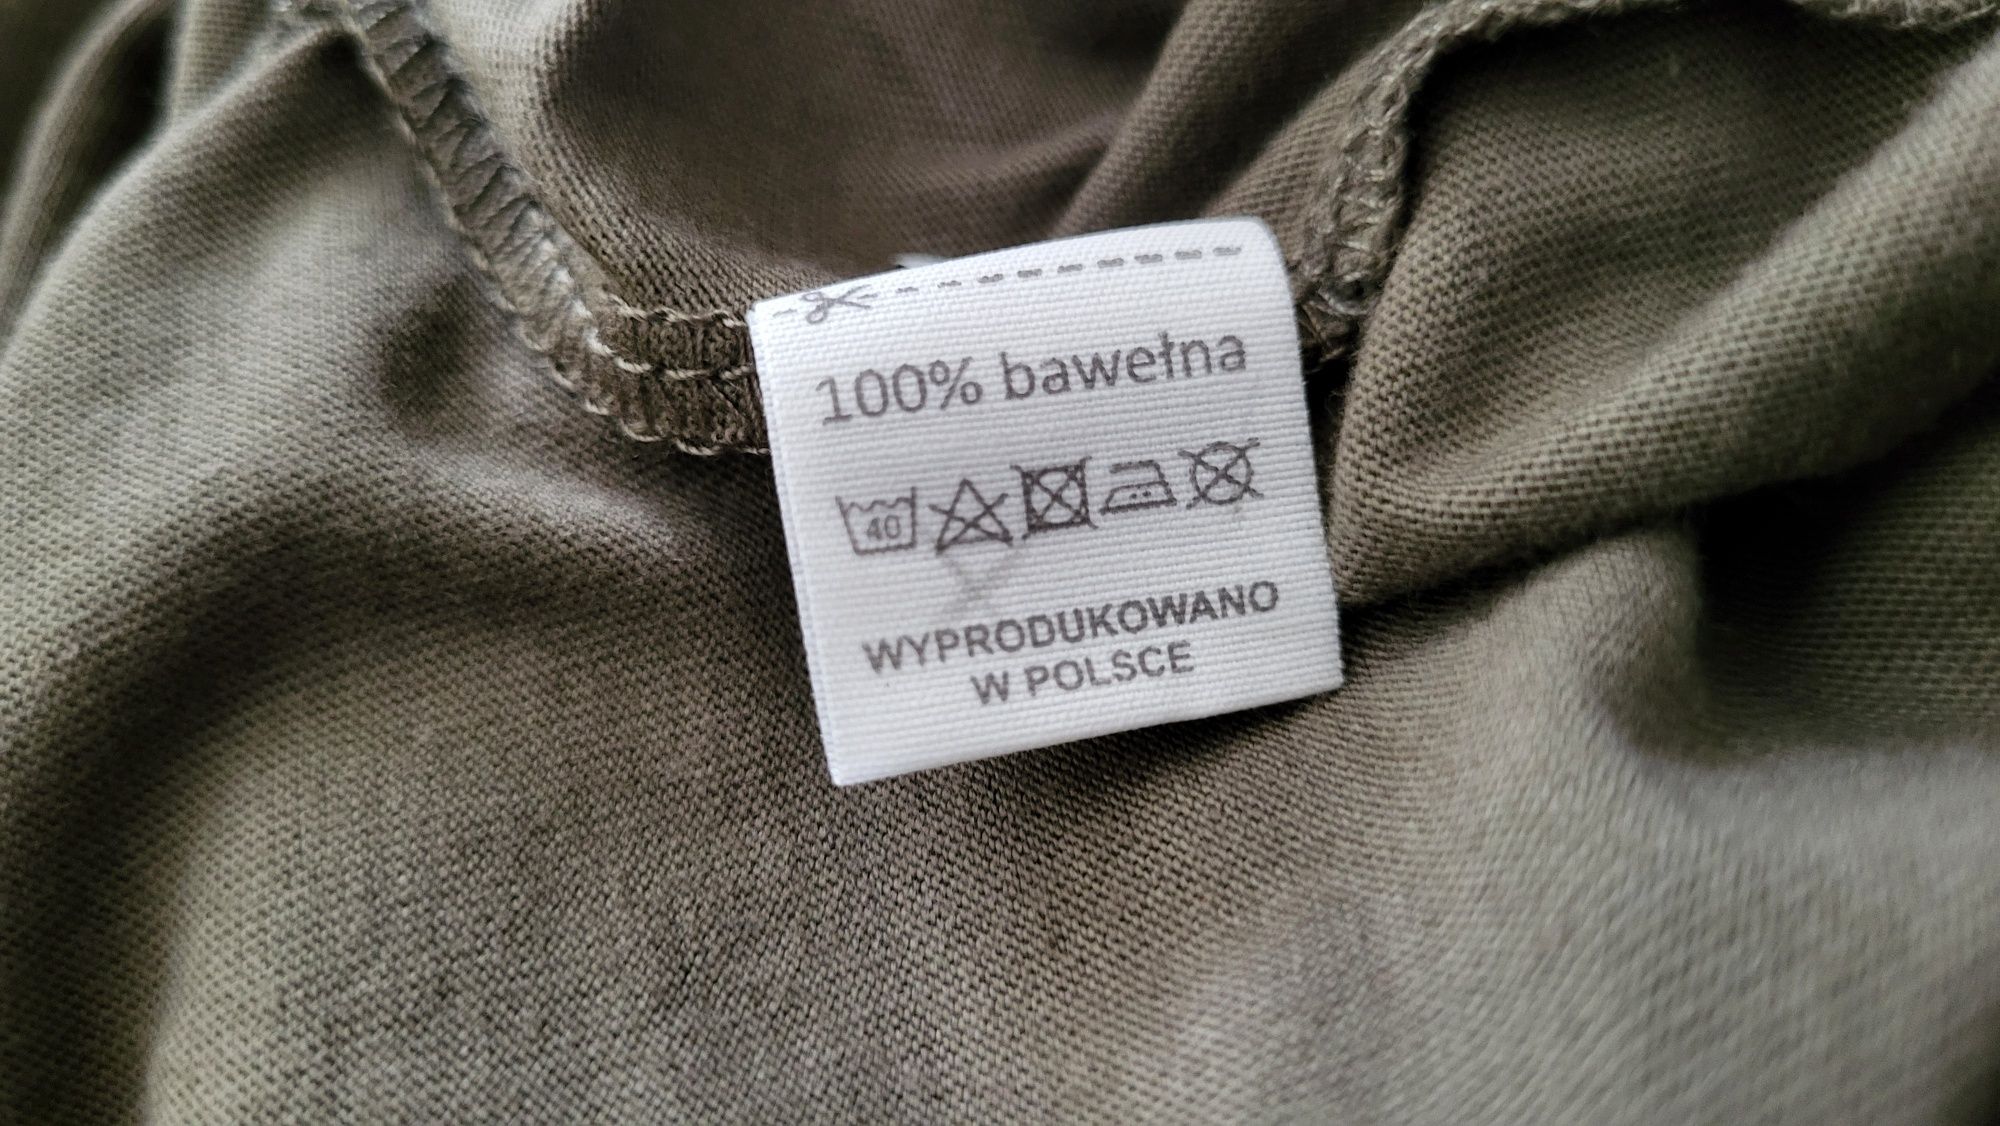 100% bawełna
40
WYPRODUKOWANO
W POLSCE